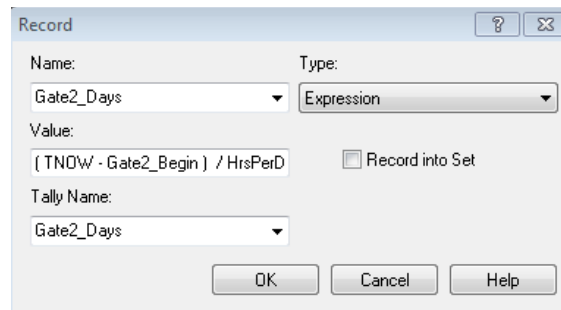 Record
Name: Type:
Gate2_Days Expression
Value:
( TNOW - Gate2_Begin ) / HrsPerD Record into Set
Tally Name:
Gate2_Days
OK Cancel Help